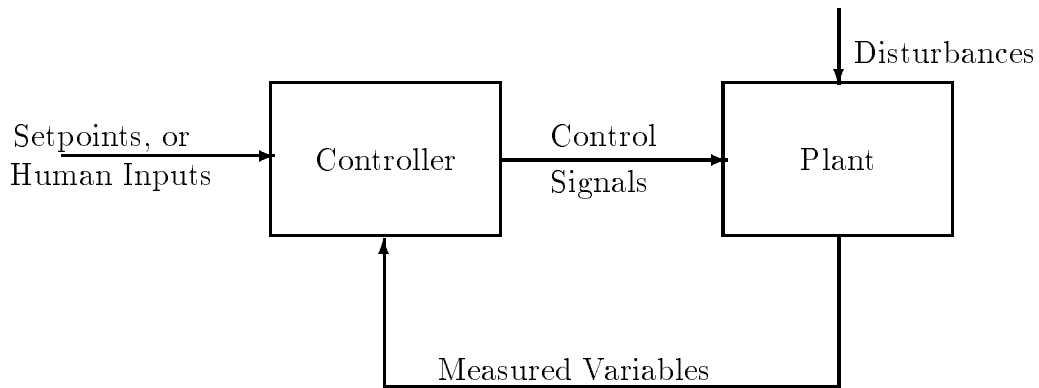 Disturbances
Setpoints, or
Human Inputs
Controller
Control
Signals
Plant
Measured Variables